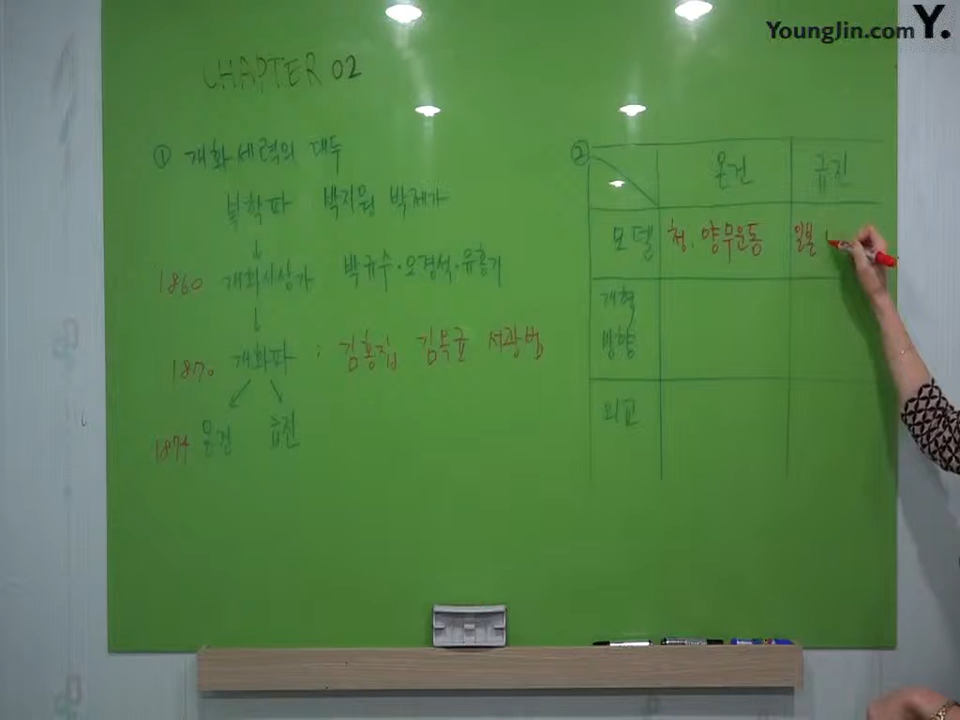 YoungJin.com Y.
CHAPTER 02
① 개화세력의 대두
북학파 박지원 박제가
↓
1860 개화사상가 박규수·오경석·유홍기
↓
1870 개화파 : 김홍집 김옥균 서광범
↙ ↘
1874 온건 급진
② 온건 급진
모델 청, 양무운동 일본
개혁
방향
외교